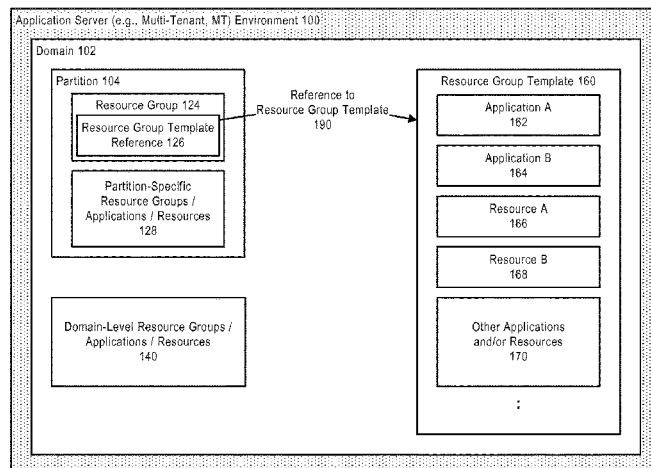 Application Server (e.g., Multi-Tenant, MT) Environment 100
Domain 102
Partition 104
Resource Group 124
Resource Group Template
Reference 126
Partition-Specific
Resource Groups /
Applications / Resources
128
Domain-Level Resource Groups /
Applications / Resources
140
Reference to
Resource Group Template
190
Resource Group Template 160
Application A
162
Application B
164
Resource A
166
Resource B
168
Other Applications
and/or Resources
170
: